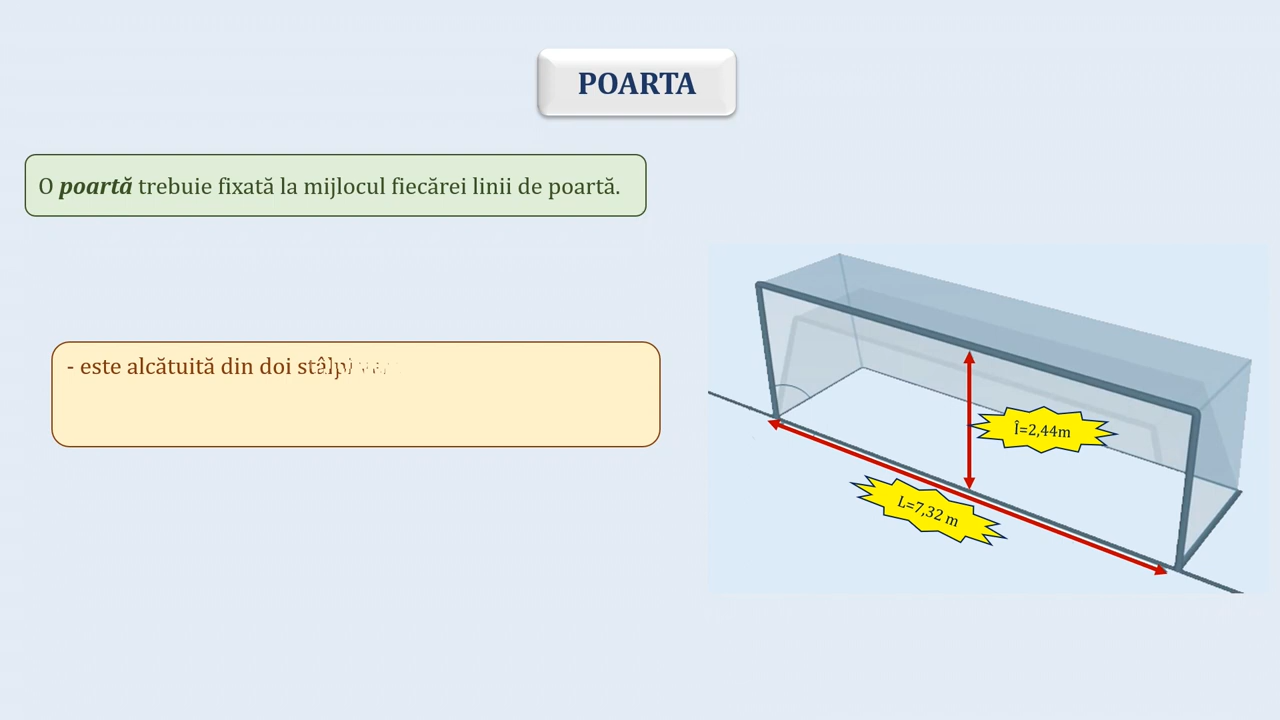 POARTA
O poartă trebuie fixată la mijlocul fiecărei linii de poartă.
- este alcătuită din doi stâlpi
Î=2,44m
L=7,32 m